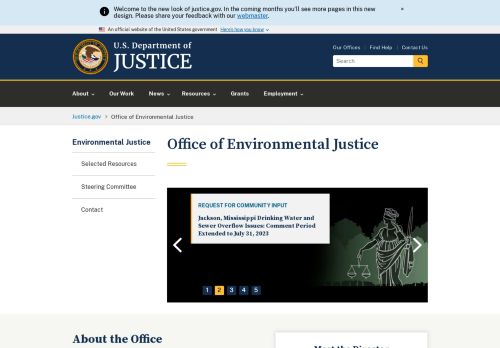 Welcome to the new look of justice.gov. In the coming months you'll see more pages in this new
design. Please share your feedback with our webmaster.
×
An official website of the United States government Here's how you know
U.S. Department of
JUSTICE
Our Offices | Find Help | Contact Us
Search
About
Our Work
News
Resources
Grants
Employment
Justice.gov > Office of Environmental Justice
Environmental Justice
Selected Resources
Steering Committee
Contact
Office of Environmental Justice
REQUEST FOR COMMUNITY INPUT
Jackson, Mississippi Drinking Water and
Sewer Overflow Issues: Comment Period
Extended to July 31, 2023
1 2 3 4 5
About the Office